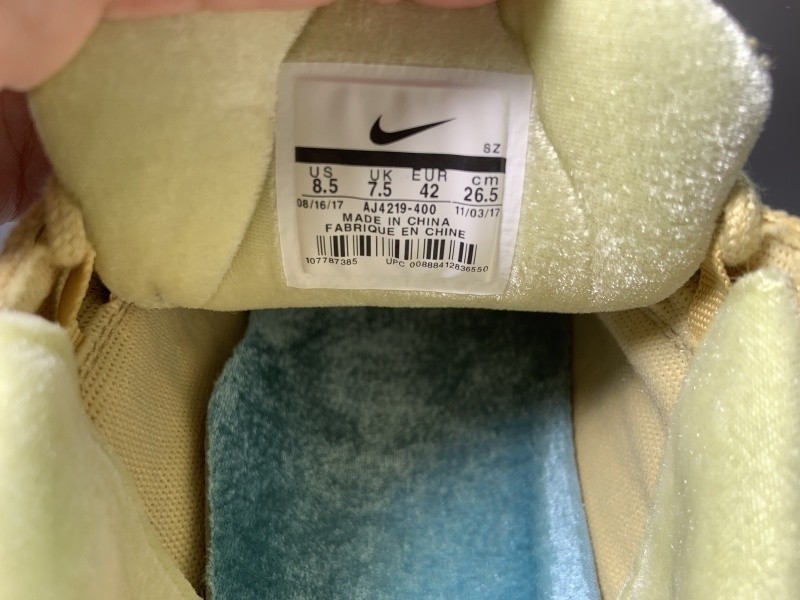 SZ
US UK EUR cm
8.5 7.5 42 26.5
08/16/17 AJ4219-400 11/03/17
MADE IN CHINA
FABRIQUE EN CHINE
107787385 UPC 00888412836550